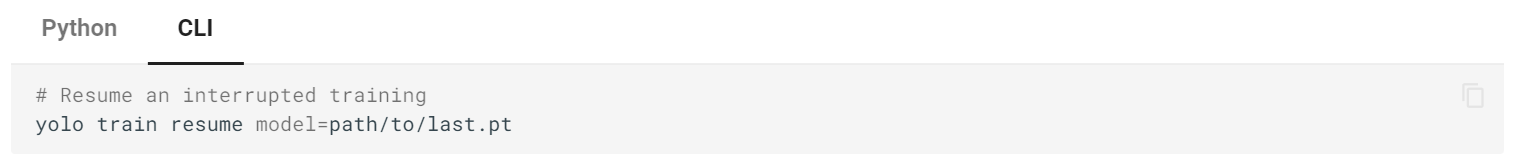 Python CLI
# Resume an interrupted training
yolo train resume model=path/to/last.pt